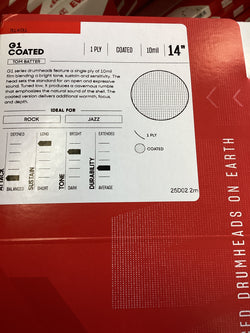 G1
COATED
1 PLY
COATED
10mil
14"
TOM BATTER
G1 series drumheads feature a single ply of 10mil
film blending a bright tone, sustain and sensitivity. The
head sets the standard for an open and expressive
sound. Tuned low, it produces a cavernous rumble
that emphasizes the natural sound of the shell. The
coated version delivers additional warmth, focus,
and depth.
IDEAL FOR
ROCK
JAZZ
LONG
BRIGHT
EXTENDED
ATTACK
SUSTAIN
TONE
DURABILITY
BALANCED
SHORT
DARK
AVERAGE
1 PLY
COATED
25D02 2m
DRUMHEADS ON EARTH